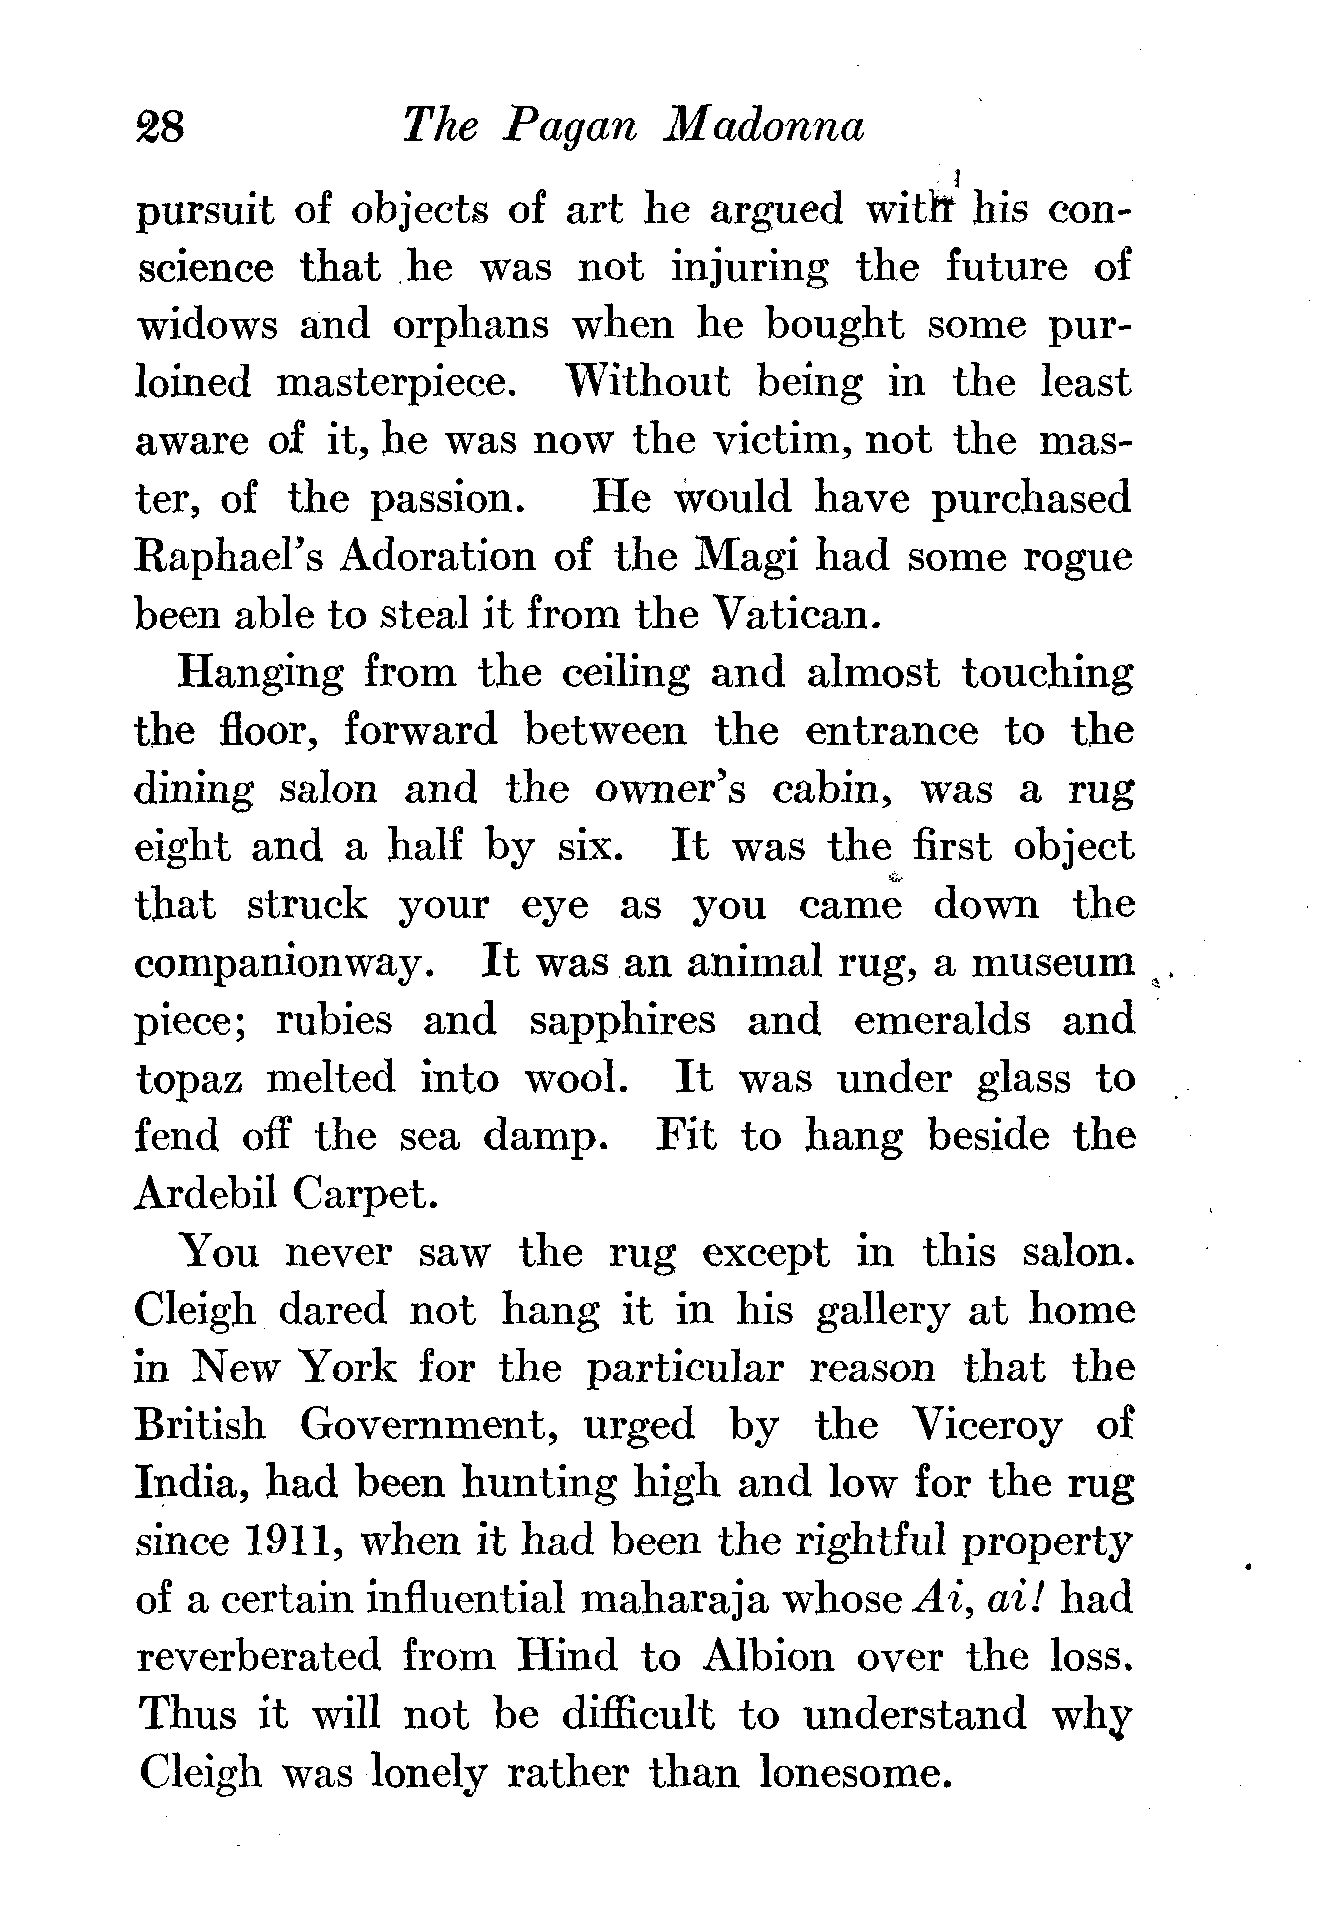 28 The Pagan Madonna
pursuit of objects of art he argued with his con-
science that he was not injuring the future of
widows and orphans when he bought some pur-
loined masterpiece. Without being in the least
aware of it, he was now the victim, not the mas-
ter, of the passion. He would have purchased
Raphael's Adoration of the Magi had some rogue
been able to steal it from the Vatican.
Hanging from the ceiling and almost touching
the floor, forward between the entrance to the
dining salon and the owner's cabin, was a rug
eight and a half by six. It was the first object
that struck your eye as you came down the
companionway. It was an animal rug, a museum
piece; rubies and sapphires and emeralds and
topaz melted into wool. It was under glass to
fend off the sea damp. Fit to hang beside the
Ardebil Carpet.
You never saw the rug except in this salon.
Cleigh dared not hang it in his gallery at home
in New York for the particular reason that the
British Government, urged by the Viceroy of
India, had been hunting high and low for the rug
since 1911, when it had been the rightful property
of a certain influential maharaja whose Ai, ai! had
reverberated from Hind to Albion over the loss.
Thus it will not be difficult to understand why
Cleigh was lonely rather than lonesome.